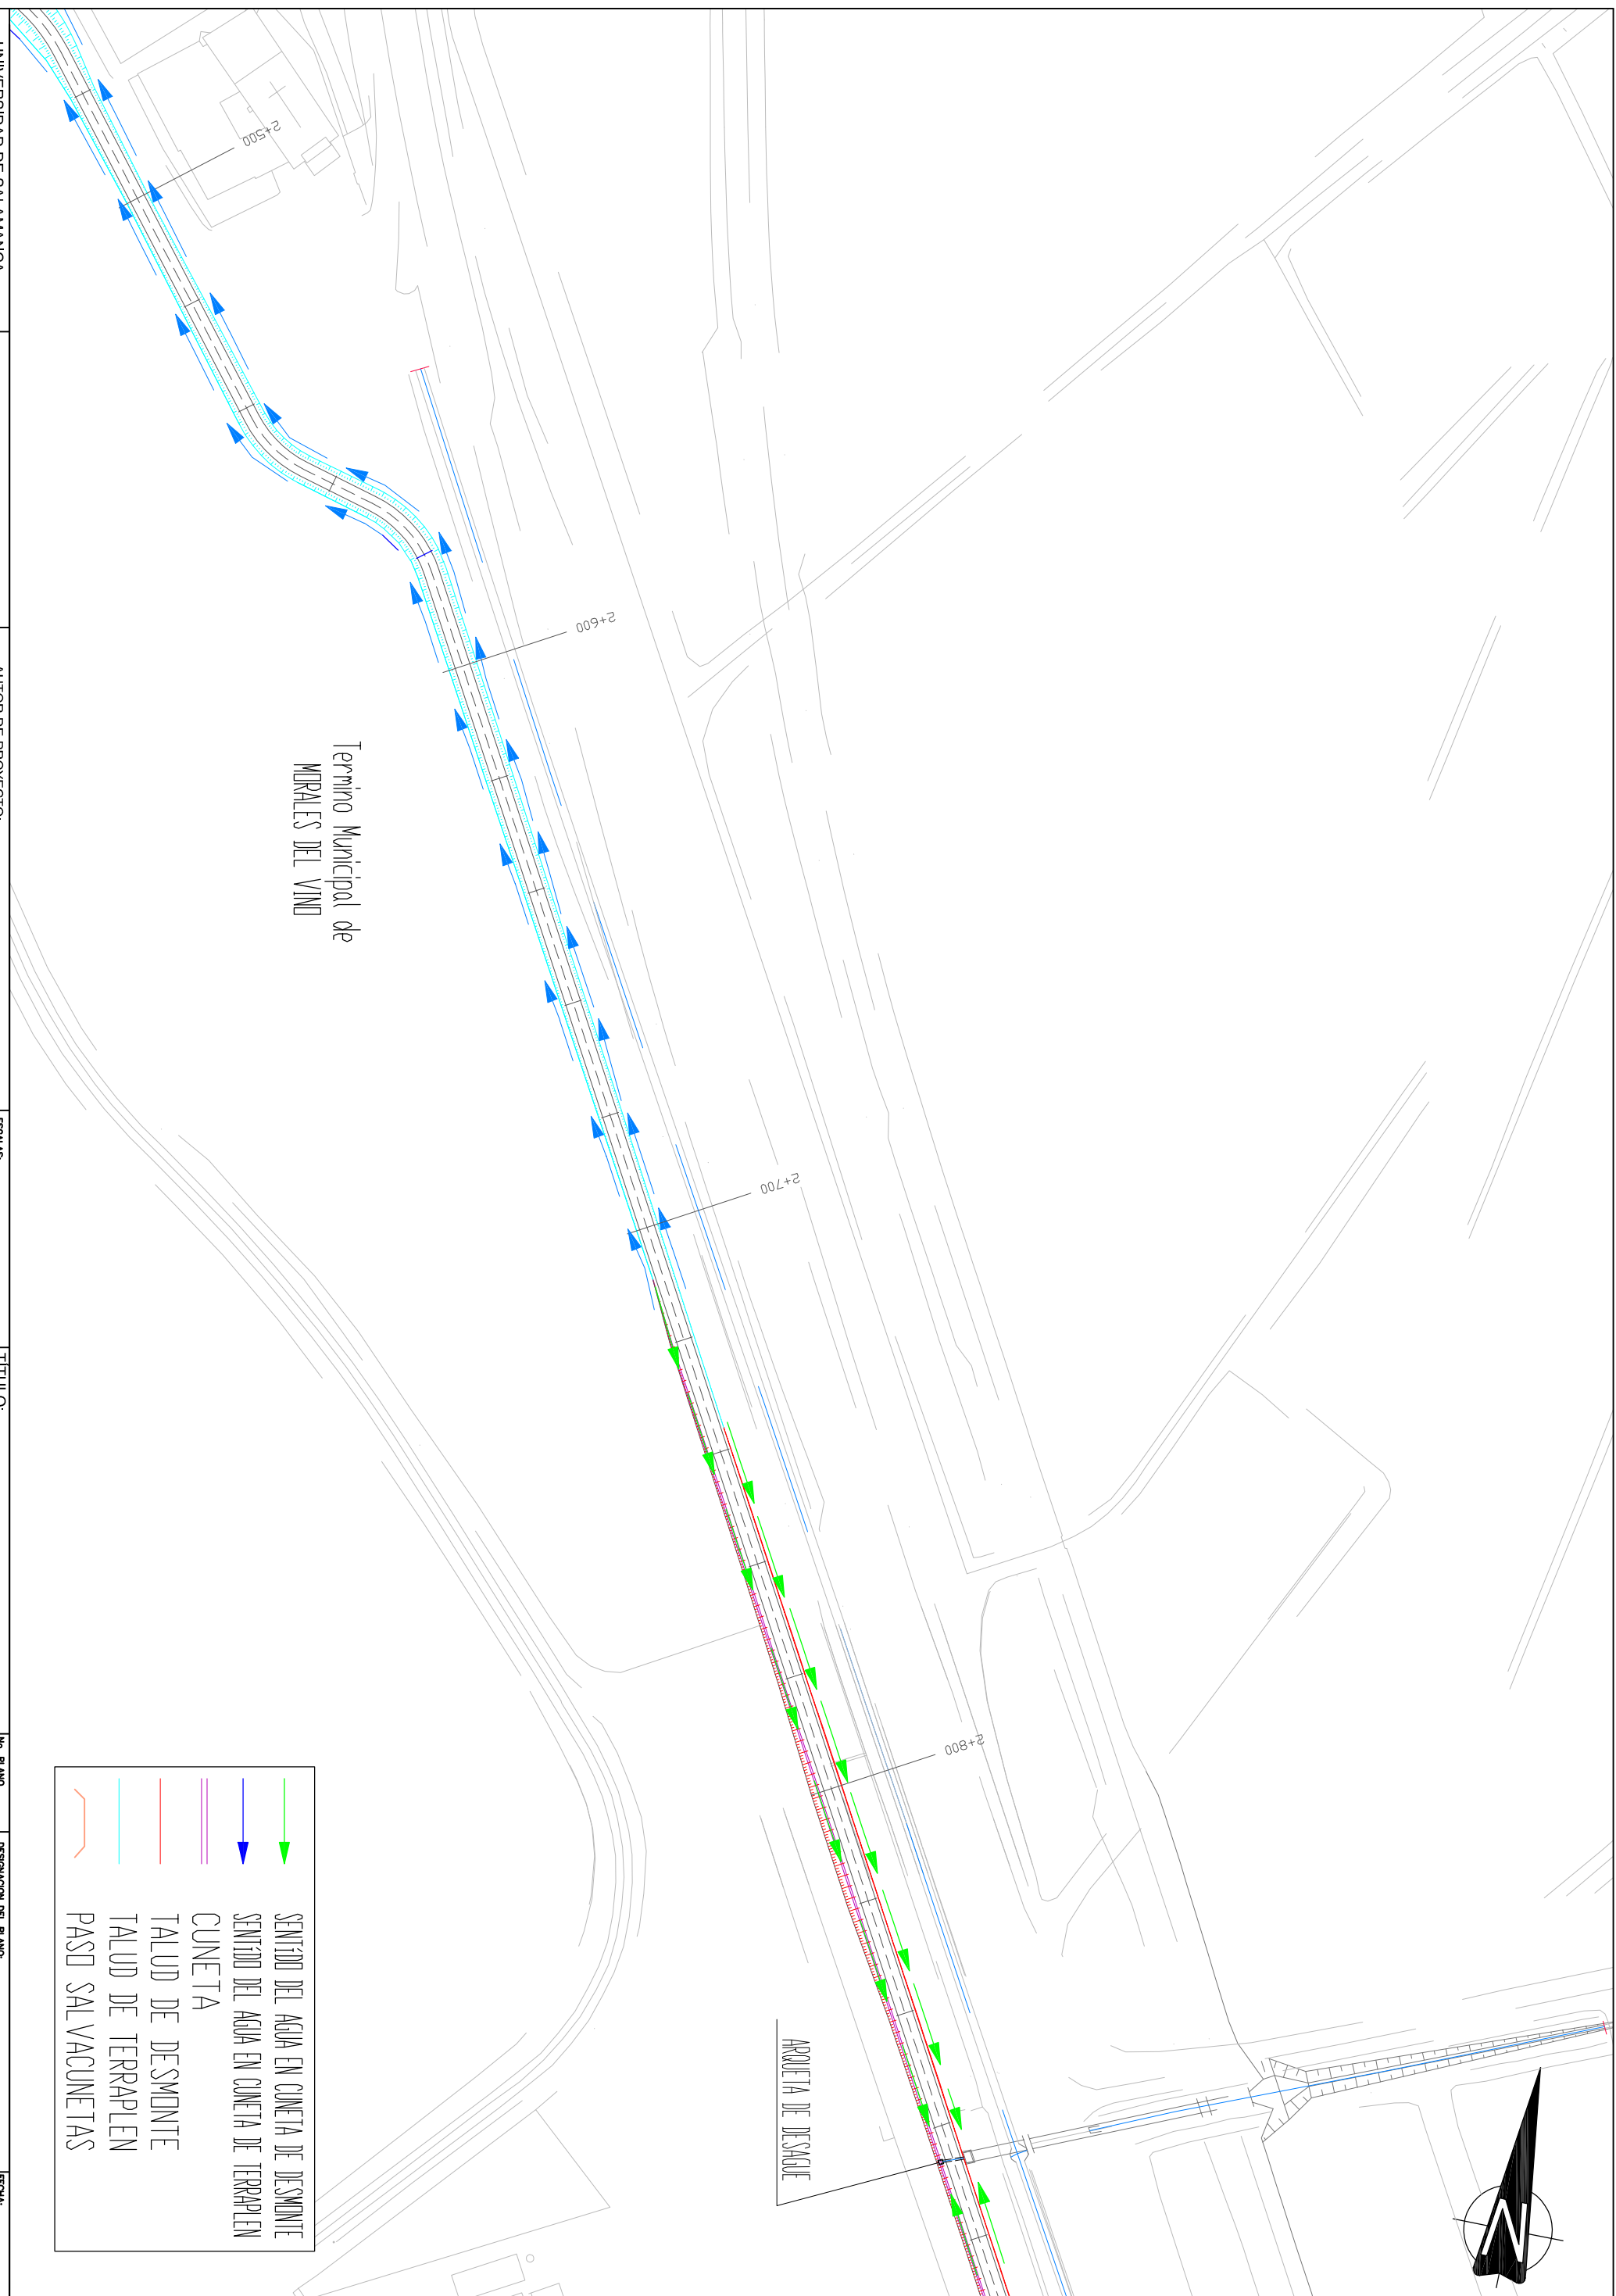 2+500
2+600
2+700
2+800
Termino Municipal de
MORALES DEL VINO
ARQUETA DE DESAGUE
SENTIDO DEL AGUA EN CUNETA DE DESMONTE
SENTIDO DEL AGUA EN CUNETA DE TERRAPLEN
CUNETA
TALUD DE DESMONTE
TALUD DE TERRAPLEN
PASO SALVACUNETAS
N